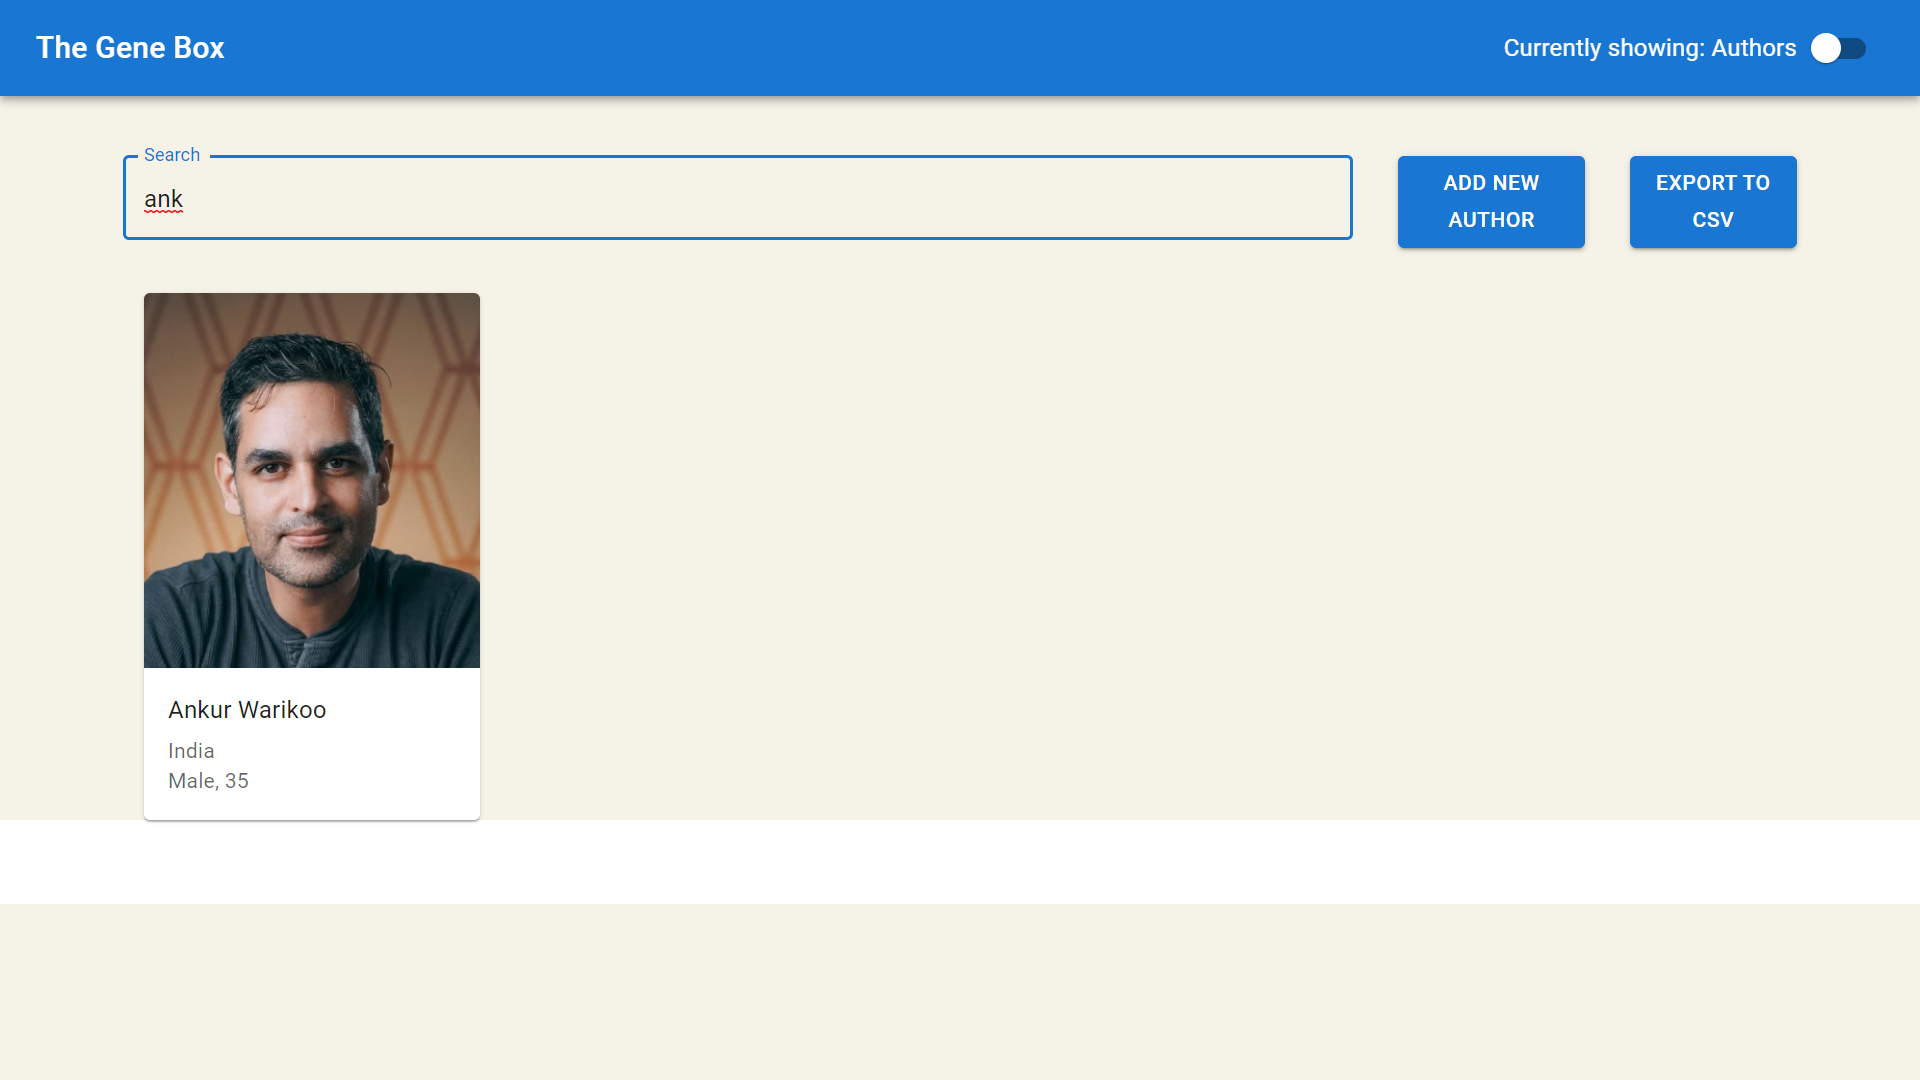 The Gene Box
Currently showing: Authors
Search
ank
ADD NEW
AUTHOR
EXPORT TO
CSV
Ankur Warikoo
India
Male, 35